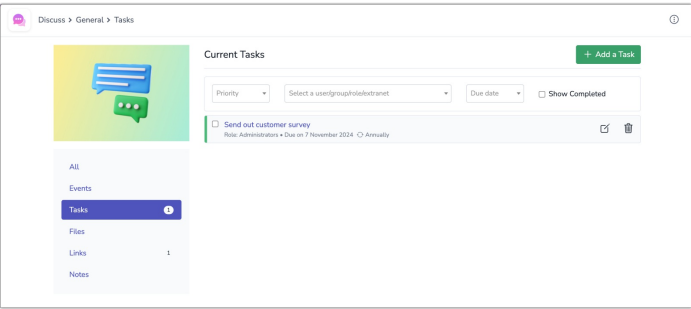 Discuss > General > Tasks
Current Tasks
+ Add a Task
Priority
Select a user/group/role/extranet
Due date
Show Completed
Send out customer survey
Role: Administrators • Due on 7 November 2024 Annually
All
Events
Tasks 1
Files
Links 1
Notes